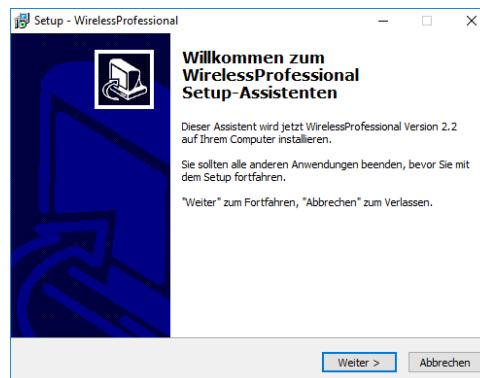 Setup - WirelessProfessional
Willkommen zum
WirelessProfessional
Setup-Assistenten
Dieser Assistent wird jetzt WirelessProfessional Version 2.2
auf Ihrem Computer installieren.
Sie sollten alle anderen Anwendungen beenden, bevor Sie mit
dem Setup fortfahren.
"Weiter" zum Fortfahren, "Abbrechen" zum Verlassen.
Weiter >
Abbrechen